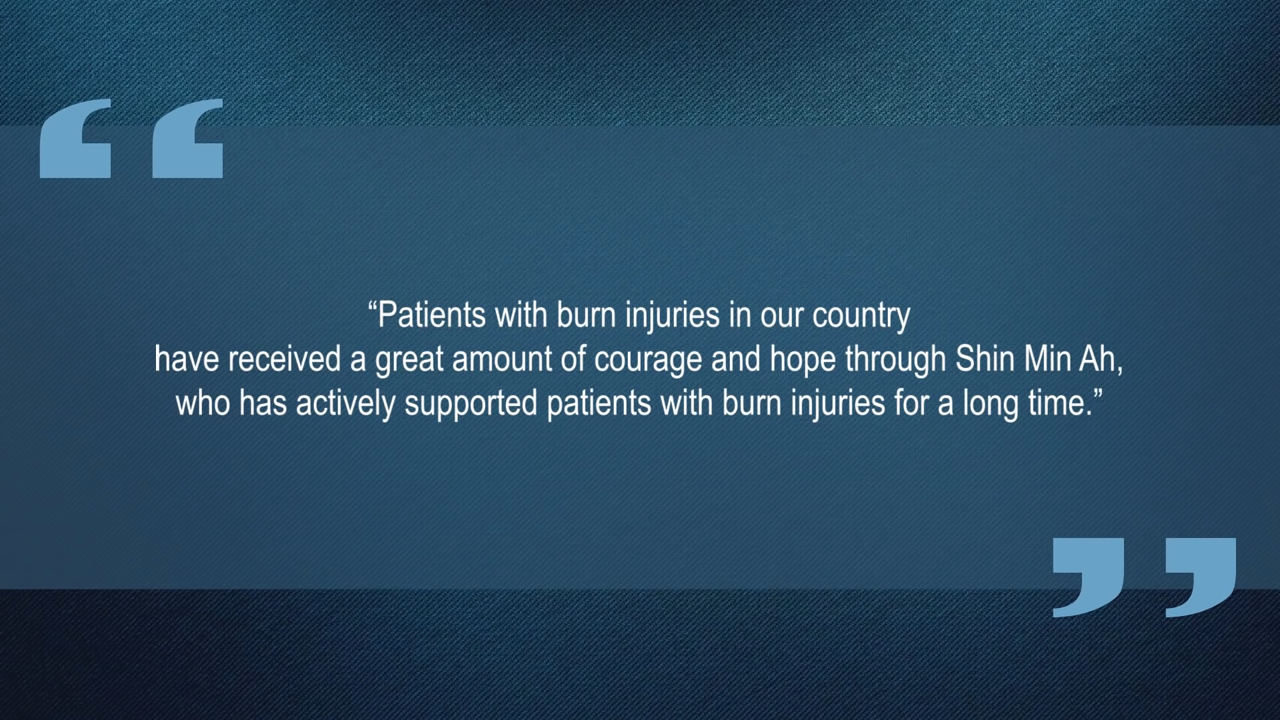 “Patients with burn injuries in our country
have received a great amount of courage and hope through Shin Min Ah,
who has actively supported patients with burn injuries for a long time.”